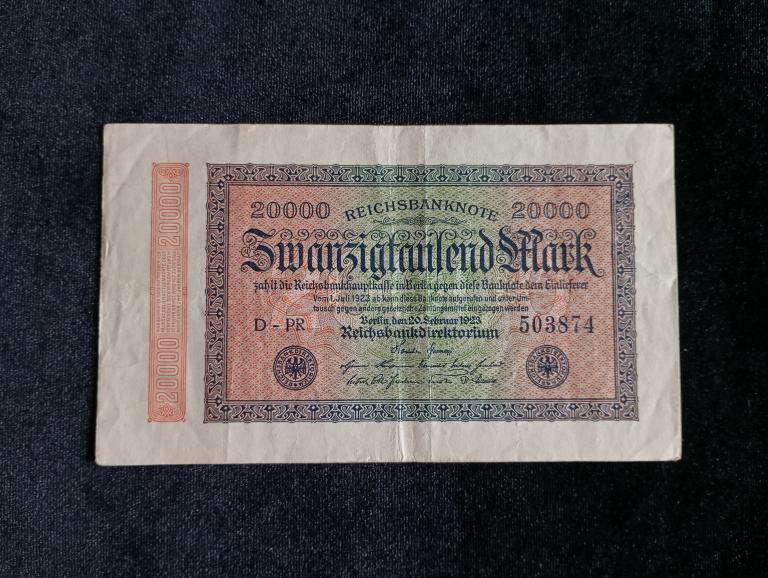 20000 REICHSBANKNOTE 20000
Zwanzigtausend Mark
zahlt die Reichsbankhauptkasse in Berlin gegen diese Banknote dem Einlieferer
Vom 1. Juli 1923 ab kann diese Banknote aufgerufen und unter Um-
tausch gegen andere gesetzliche Zahlungsmittel eingezogen werden
Berlin, den 20. Februar 1923
Reichsbankdirektorium
D - PR 503874
20000
20000